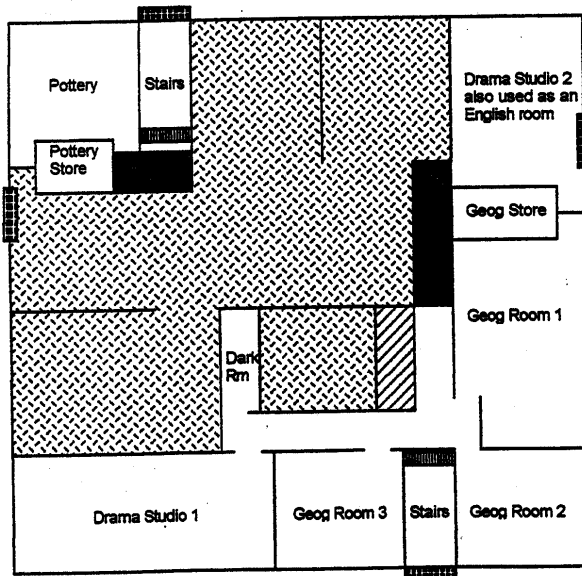 Pottery
Stairs
Drama Studio 2
also used as an
English room
Pottery
Store
Geog Store
Geog Room 1
Dark
Rm
Drama Studio 1
Geog Room 3
Stairs
Geog Room 2